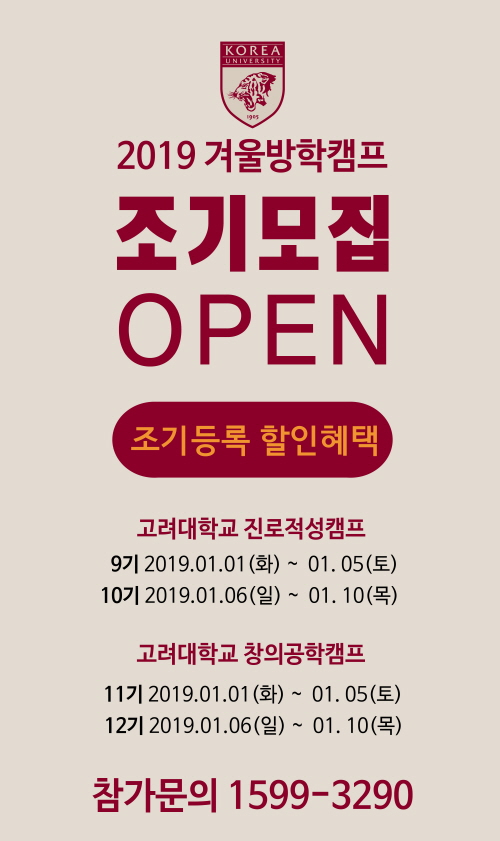 KOREA
UNIVERSITY
1905
2019 겨울방학캠프
조기모집
OPEN
조기등록 할인혜택
고려대학교 진로적성캠프
9기 2019.01.01(화) ~ 01. 05(토)
10기 2019.01.06(일) ~ 01. 10(목)
고려대학교 창의공학캠프
11기 2019.01.01(화) ~ 01. 05(토)
12기 2019.01.06(일) ~ 01. 10(목)
참가문의 1599-3290